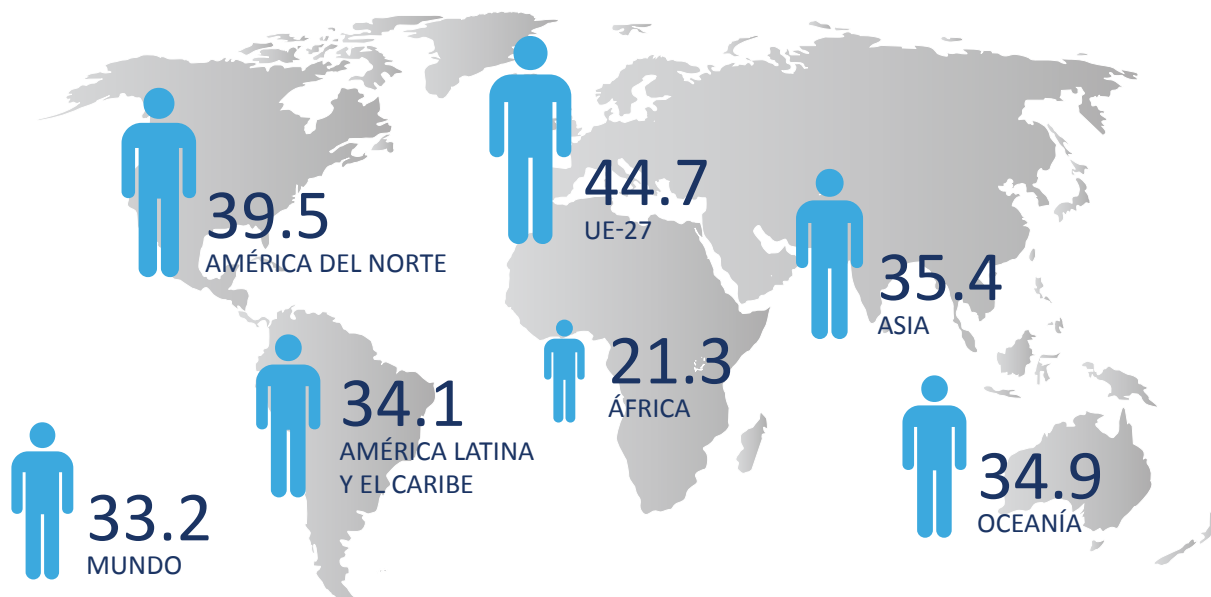 39.5
AMÉRICA DEL NORTE
44.7
UE-27
35.4
ASIA
34.1
AMÉRICA LATINA
Y EL CARIBE
21.3
ÁFRICA
34.9
OCEANÍA
33.2
MUNDO